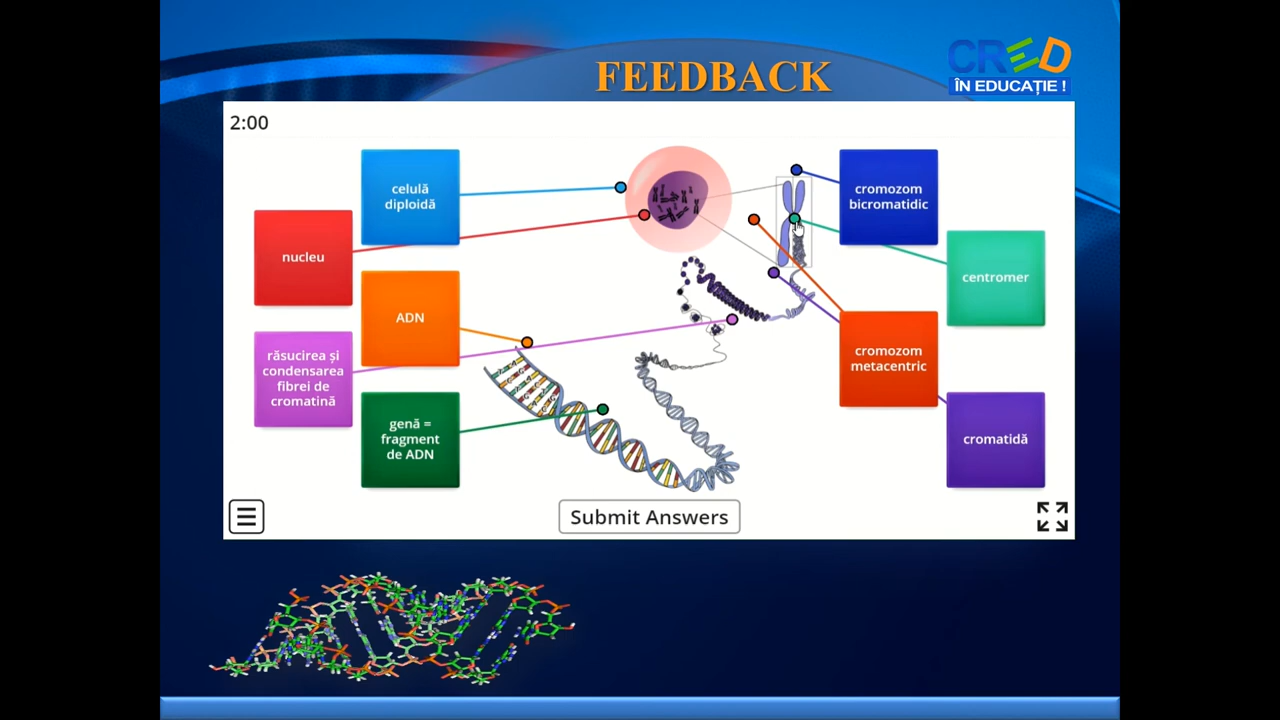 FEEDBACK
CRED
ÎN EDUCAȚIE !
2:00
celulă
diploidă
nucleu
ADN
răsucirea și
condensarea
fibrei de
cromatină
genă =
fragment
de ADN
cromozom
bicromatidic
centromer
cromozom
metacentric
cromatidă
Submit Answers